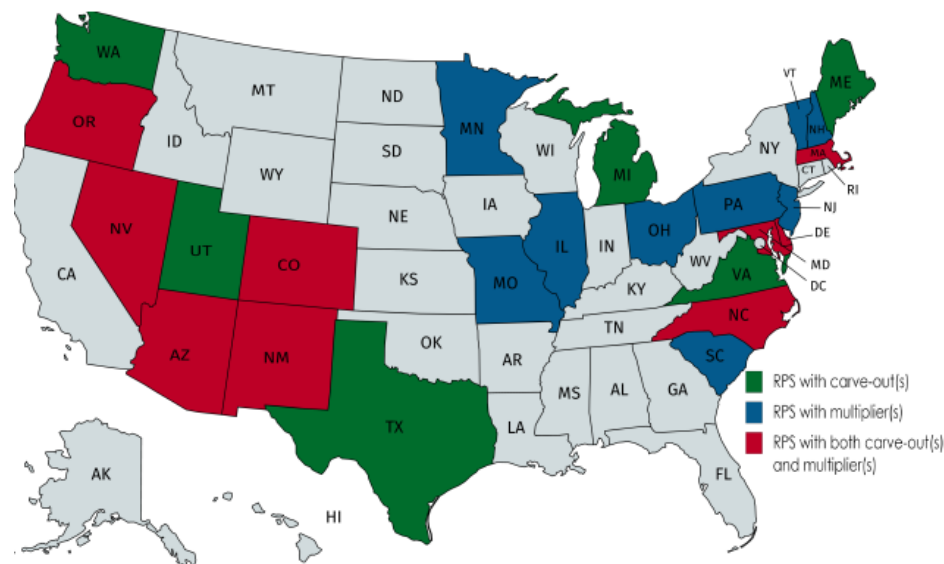 WA
OR
CA
NV
ID
MT
WY
UT
CO
AZ
NM
ND
SD
NE
KS
OK
TX
MN
IA
MO
AR
LA
WI
IL
MI
IN
OH
KY
TN
MS
AL
GA
FL
SC
NC
VA
WV
PA
NY
VT
NH
ME
MA
CT
RI
NJ
DE
MD
DC
AK
HI
RPS with carve-out(s)
RPS with multiplier(s)
RPS with both carve-out(s)
and multiplier(s)